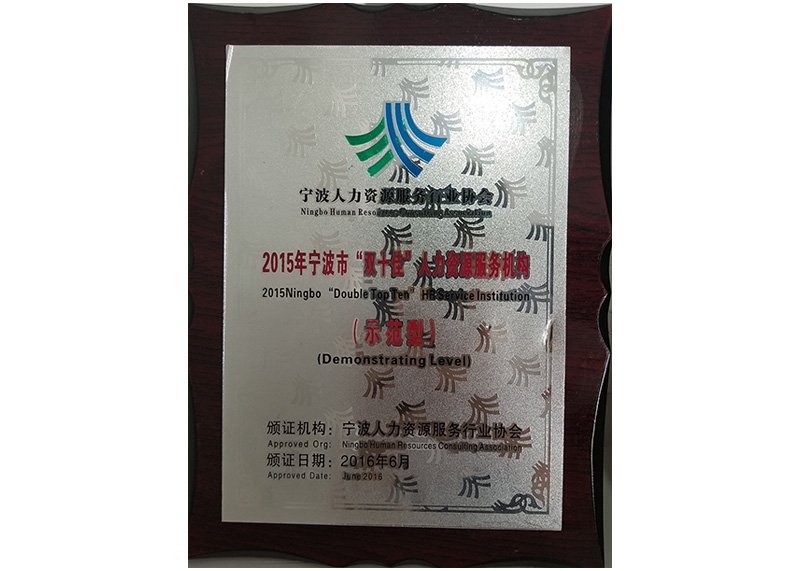 宁波人力资源服务行业协会
Ningbo Human Resources Consulting Association
2015年宁波市“双十佳”人力资源服务机构
2015Ningbo “Double Top Ten” HR Service Institution
（示范型）
(Demonstrating Level)
颁证机构：宁波人力资源服务行业协会
Approved Org: Ningbo Human Resources Consulting Association
颁证日期：2016年6月
Approved Date: June 2016